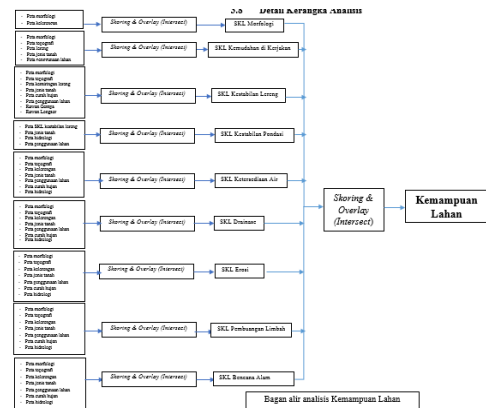 3.8 Detail Kerangka Analisis
- Peta morfologi
- Peta kelerengan
Skoring & Overlay (Intersect)
SKL Morfologi
- Peta morfologi
- Peta topografi
- Peta lereng
- Peta jenis tanah
- Peta penggunaan lahan
Skoring & Overlay (Intersect)
SKL Kemudahan di Kerjakan
- Peta morfologi
- Peta topografi
- Peta kemiringan lereng
- Peta jenis tanah
- Peta curah hujan
- Peta penggunaan lahan
- Rawan Gempa
- Rawan Longsor
Skoring & Overlay (Intersect)
SKL Kestabilan Lereng
- Peta SKL kestabilan lereng
- Peta jenis tanah
- Peta hidrologi
- Peta penggunaan lahan
Skoring & Overlay (Intersect)
SKL Kestabilan Pondasi
- Peta morfologi
- Peta topografi
- Peta kelerengan
- Peta jenis tanah
- Peta penggunaan lahan
- Peta curah hujan
- Peta hidrologi
Skoring & Overlay (Intersect)
SKL Ketersediaan Air
- Peta morfologi
- Peta topografi
- Peta kelerengan
- Peta jenis tanah
- Peta penggunaan lahan
- Peta curah hujan
- Peta hidrologi
Skoring & Overlay (Intersect)
SKL Drainase
- Peta morfologi
- Peta topografi
- Peta kelerengan
- Peta jenis tanah
- Peta penggunaan lahan
- Peta curah hujan
- Peta hidrologi
Skoring & Overlay (Intersect)
SKL Erosi
- Peta morfologi
- Peta topografi
- Peta kelerengan
- Peta jenis tanah
- Peta penggunaan lahan
- Peta curah hujan
- Peta hidrologi
Skoring & Overlay (Intersect)
SKL Pembuangan Limbah
- Peta morfologi
- Peta topografi
- Peta kelerengan
- Peta jenis tanah
- Peta penggunaan lahan
- Peta curah hujan
- Peta hidrologi
Skoring & Overlay (Intersect)
SKL Bencana Alam
Skoring &
Overlay
(Intersect)
Kemampuan
Lahan
Bagan alir analisis Kemampuan Lahan